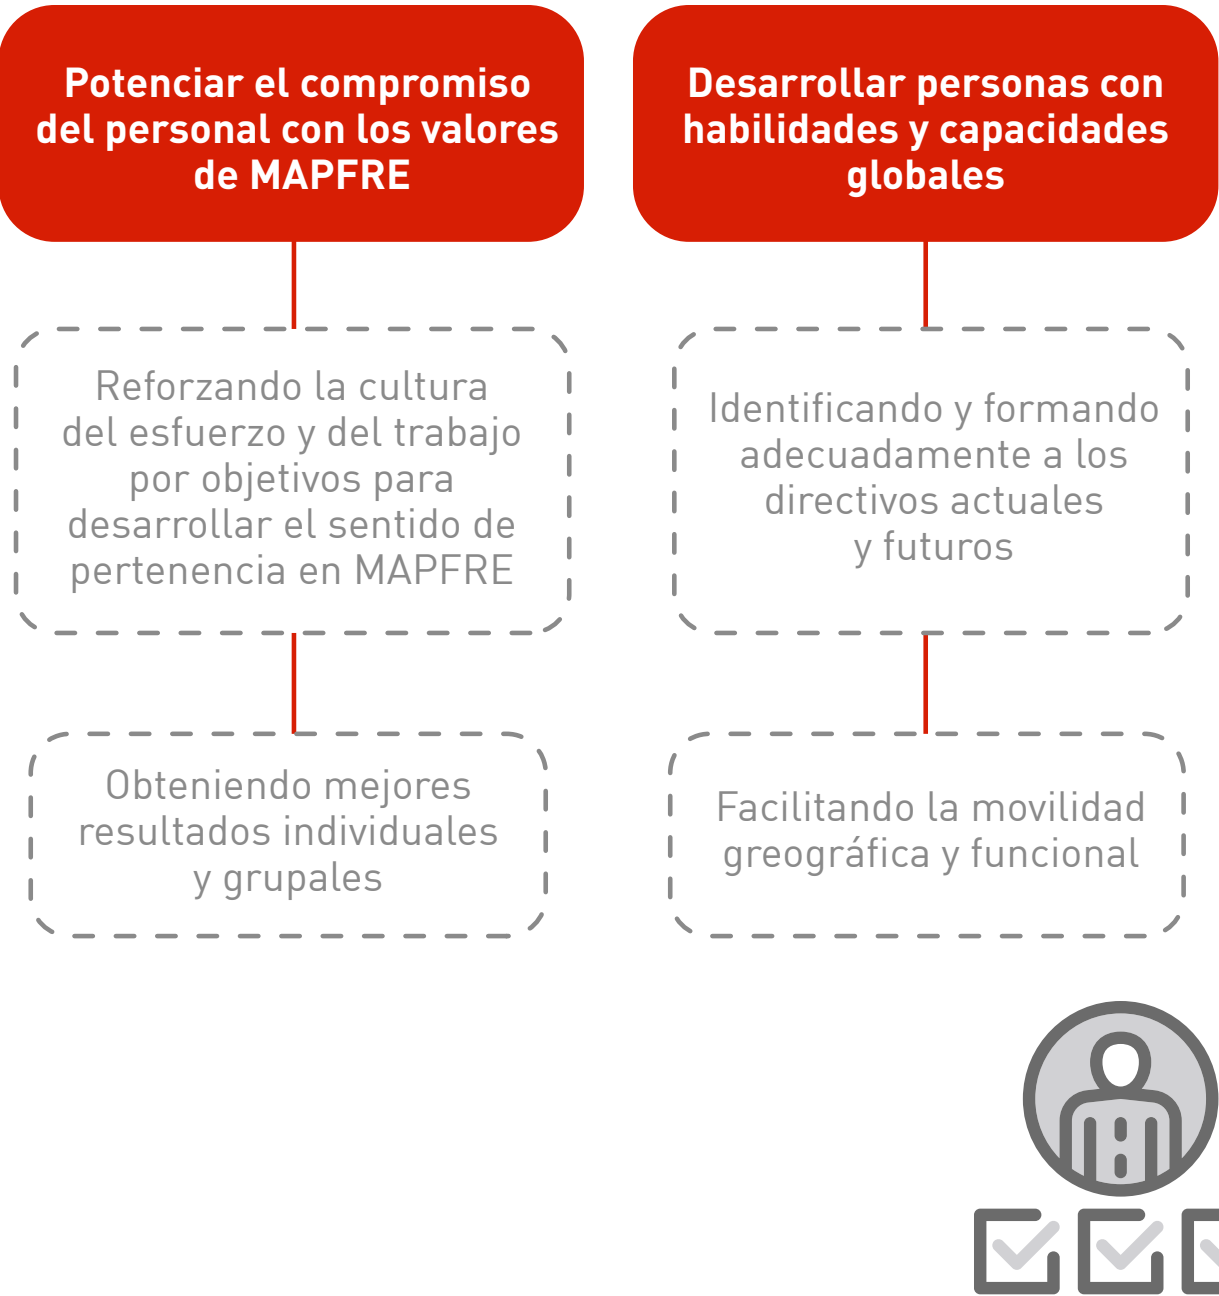 Potenciar el compromiso
del personal con los valores
de MAPFRE
Reforzando la cultura
del esfuerzo y del trabajo
por objetivos para
desarrollar el sentido de
pertenencia en MAPFRE
Obteniendo mejores
resultados individuales
y grupales
Desarrollar personas con
habilidades y capacidades
globales
Identificando y formando
adecuadamente a los
directivos actuales
y futuros
Facilitando la movilidad
greográfica y funcional